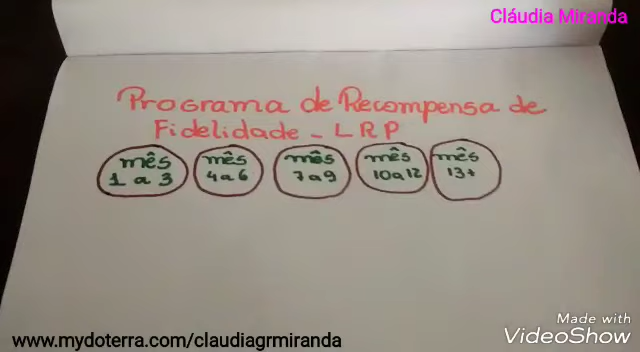 Cláudia Miranda
Programa de Recompensa de
Fidelidade - LRP
mês mês mês mês mês
1 a 3 4 a 6 7 a 9 10 a 12 13+
Made with
VideoShow
www.mydoterra.com/claudiagrmiranda